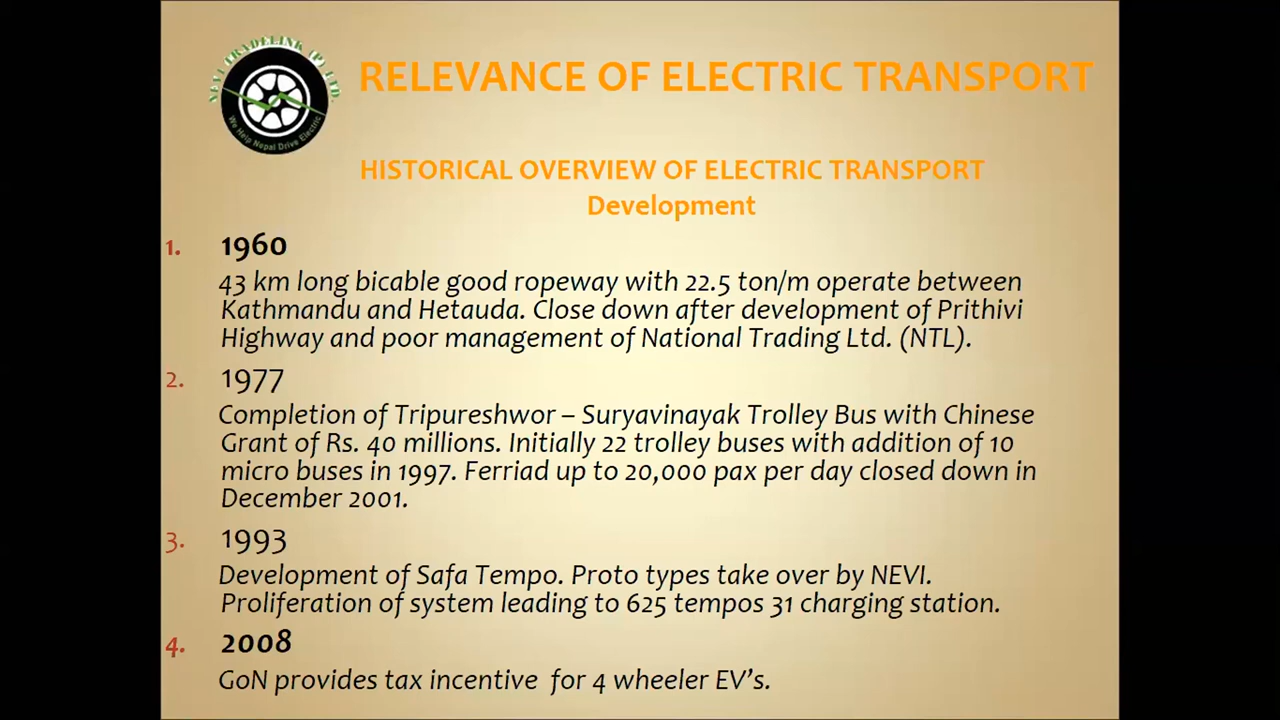 NEVI TRADELINK (P) LTD.
We Help Nepal Drive Electric
RELEVANCE OF ELECTRIC TRANSPORT
HISTORICAL OVERVIEW OF ELECTRIC TRANSPORT
Development
1. 1960
43 km long bicable good ropeway with 22.5 ton/m operate between
Kathmandu and Hetauda. Close down after development of Prithivi
Highway and poor management of National Trading Ltd. (NTL).
2. 1977
Completion of Tripureshwor – Suryavinayak Trolley Bus with Chinese
Grant of Rs. 40 millions. Initially 22 trolley buses with addition of 10
micro buses in 1997. Ferriad up to 20,000 pax per day closed down in
December 2001.
3. 1993
Development of Safa Tempo. Proto types take over by NEVI.
Proliferation of system leading to 625 tempos 31 charging station.
4. 2008
GoN provides tax incentive  for 4 wheeler EV’s.